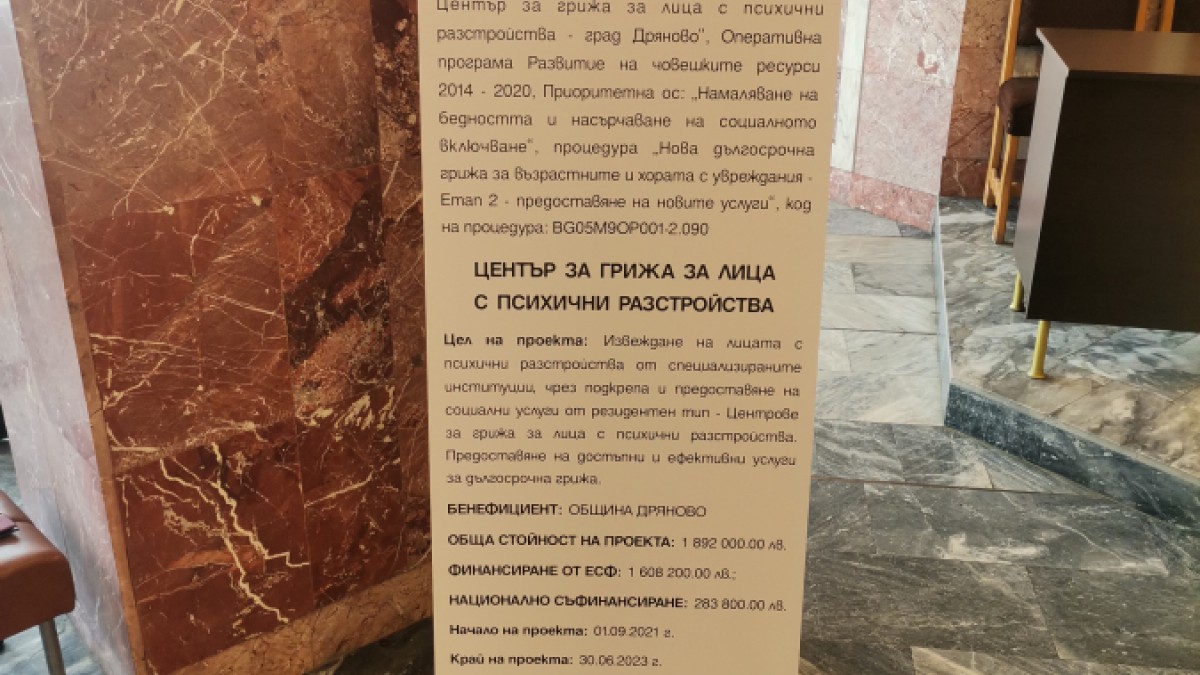 Център за грижа за лица с психични
разстройства - град Дряново", Оперативна
програма Развитие на човешките ресурси
2014 - 2020, Приоритетна ос: „Намаляване на
бедността и насърчаване на социалното
включване", процедура „Нова дългосрочна
грижа за възрастните и хората с увреждания -
Етап 2 - предоставяне на новите услуги", код
на процедура: BG05M9OP001-2.090
ЦЕНТЪР ЗА ГРИЖА ЗА ЛИЦА
С ПСИХИЧНИ РАЗСТРОЙСТВА
Цел на проекта: Извеждане на лицата с
психични разстройства от специализираните
институции, чрез подкрепа и предоставяне на
социални услуги от резидентен тип - Центрове
за грижа за лица с психични разстройства.
Предоставяне на достъпни и ефективни услуги
за дългосрочна грижа.
БЕНЕФИЦИЕНТ: ОБЩИНА ДРЯНОВО
ОБЩА СТОЙНОСТ НА ПРОЕКТА: 1 892 000.00 лв.
ФИНАНСИРАНЕ ОТ ЕСФ: 1 608 200.00 лв.;
НАЦИОНАЛНО СЪФИНАНСИРАНЕ: 283 800.00 лв.
Начало на проекта: 01.09.2021 г.
Край на проекта: 30.06.2023 г.